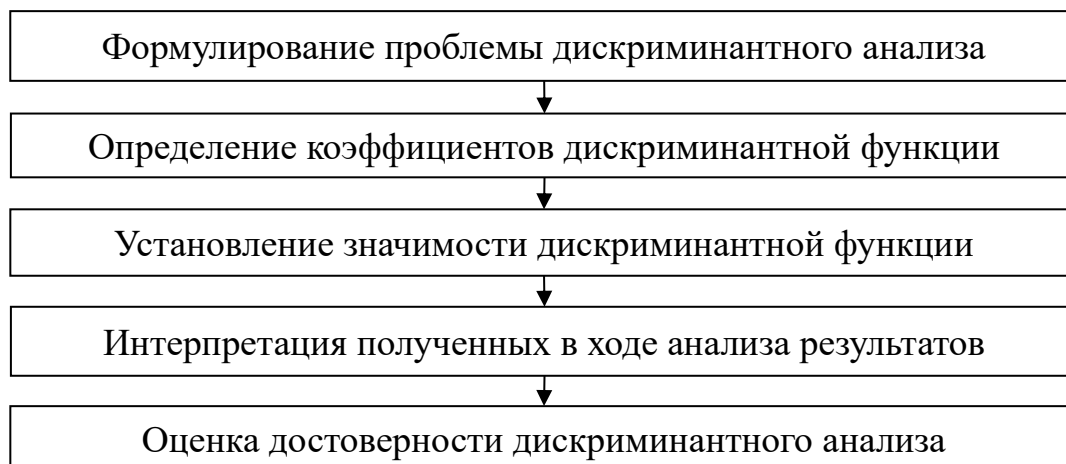 Формулирование проблемы дискриминантного анализа
Определение коэффициентов дискриминантной функции
Установление значимости дискриминантной функции
Интерпретация полученных в ходе анализа результатов
Оценка достоверности дискриминантного анализа